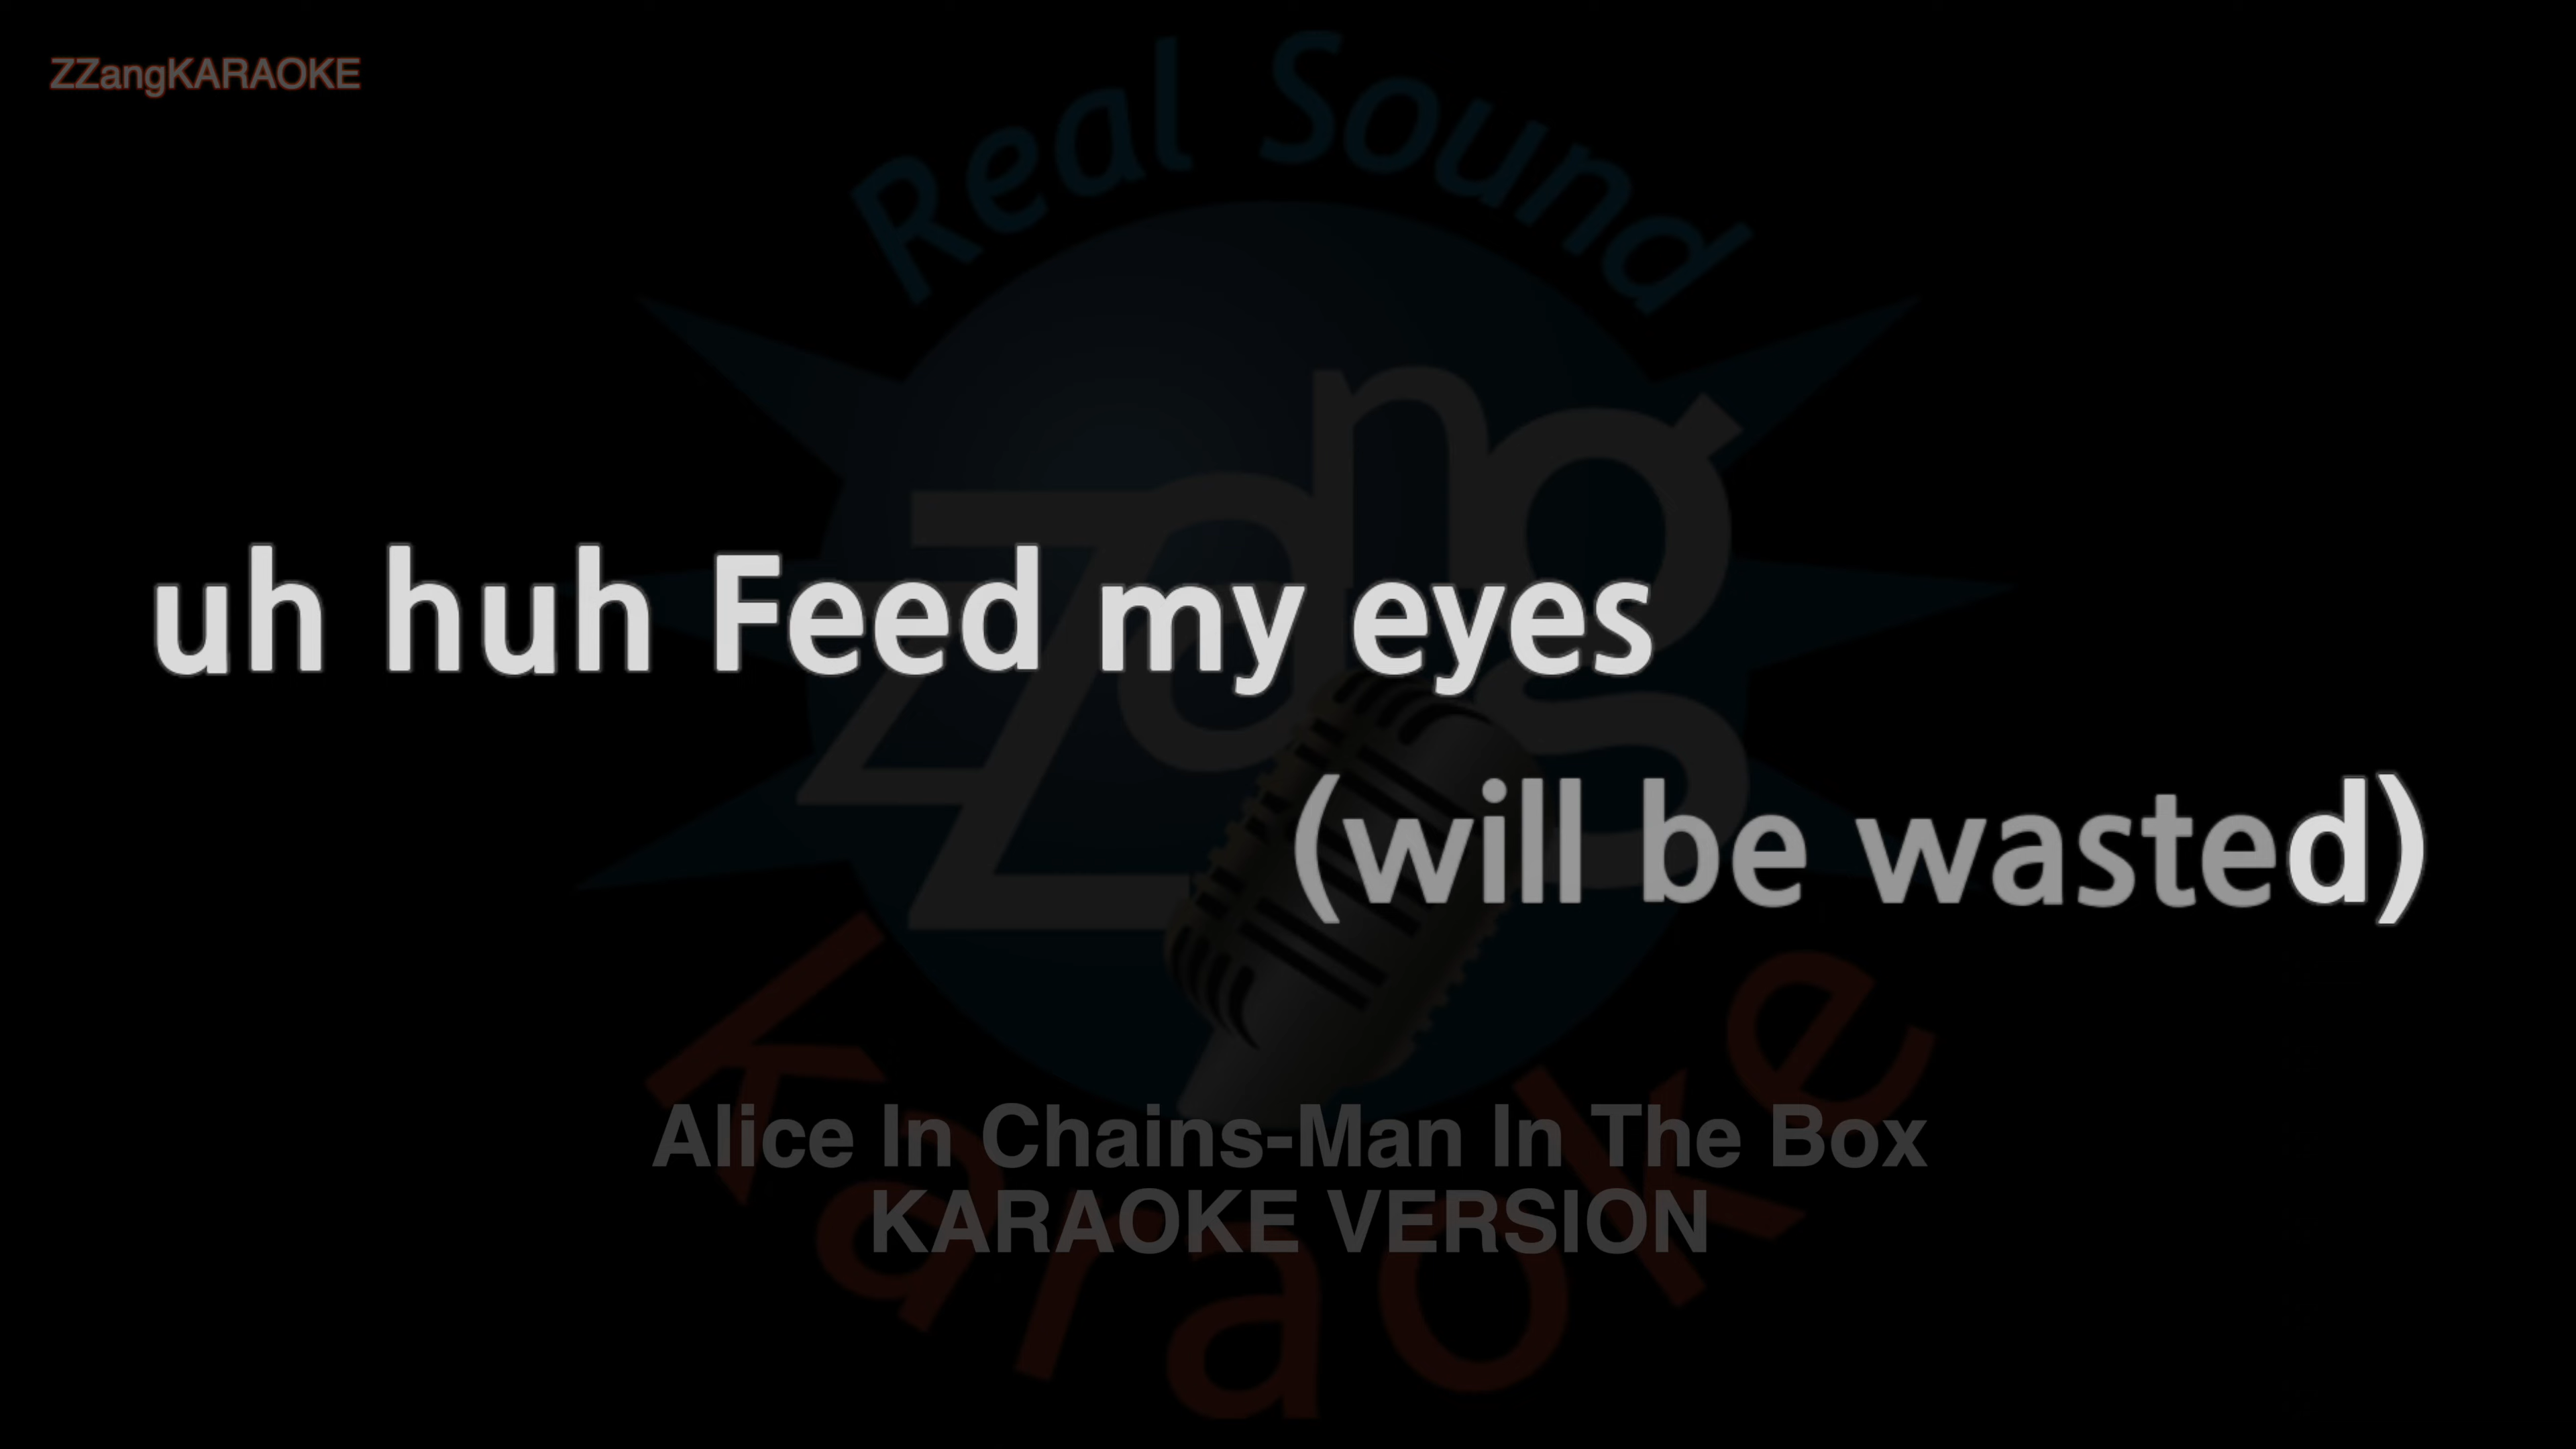 ZZangKARAOKE
Real Sound
zZang
uh huh Feed my eyes
(will be wasted)
Karaoke
Alice In Chains-Man In The Box
KARAOKE VERSION